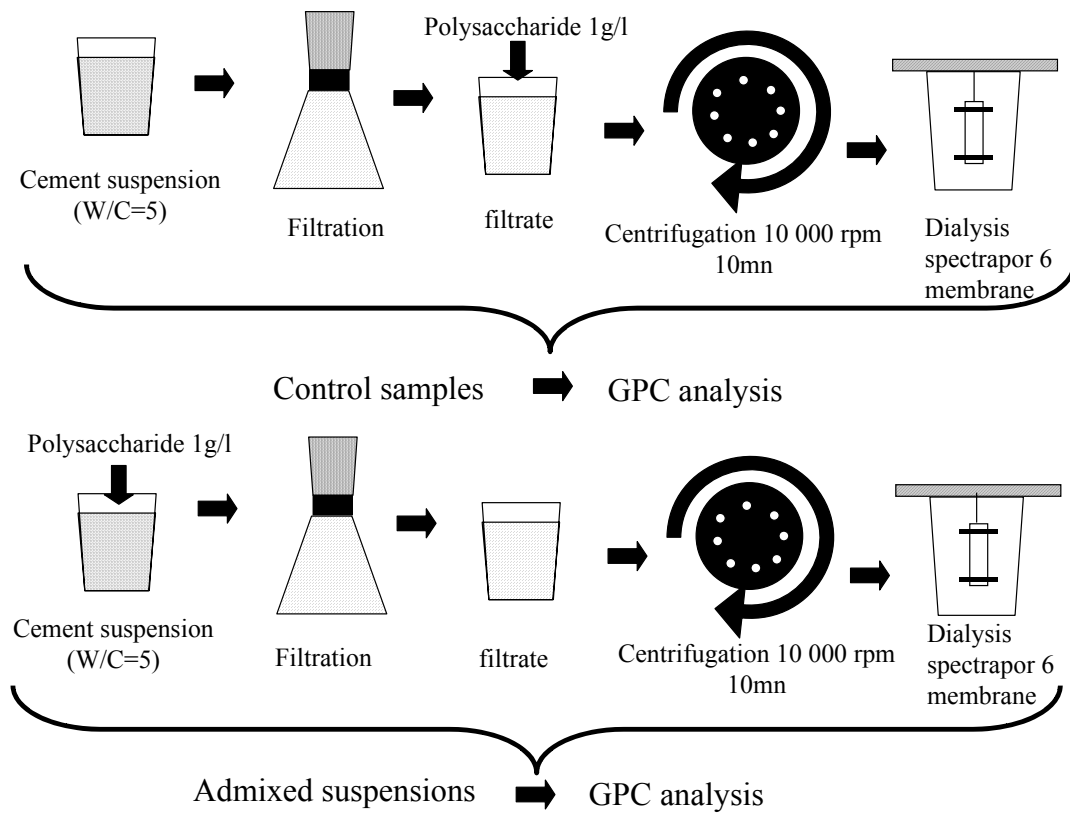 Polysaccharide 1g/l
Cement suspension
(W/C=5)
Filtration
filtrate
Centrifugation 10 000 rpm
10mn
Dialysis
spectrapor 6
membrane
Control samples
GPC analysis
Polysaccharide 1g/l
Cement suspension
(W/C=5)
Filtration
filtrate
Centrifugation 10 000 rpm
10mn
Dialysis
spectrapor 6
membrane
Admixed suspensions
GPC analysis